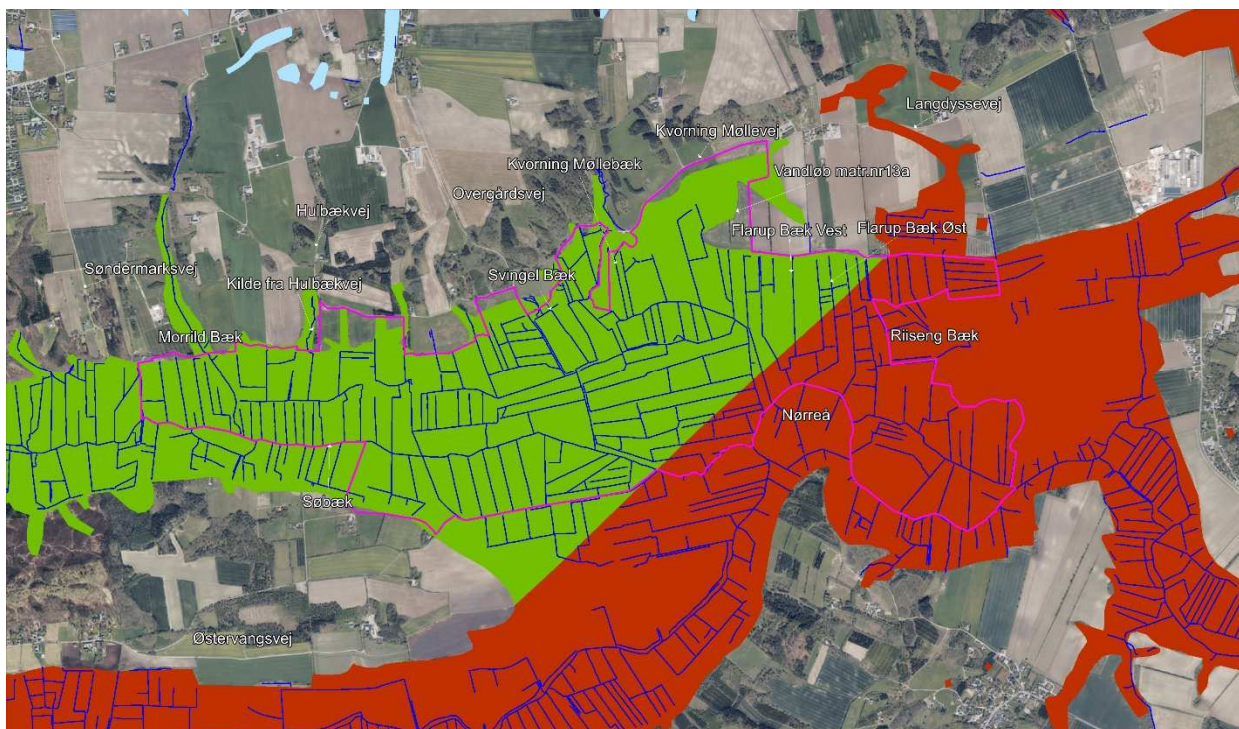 Langdyssevej
Kvorning Møllevej
Kvorning Møllebæk
Vandløb matr.nr13a
Overgårdsvej
Hulbækvej
Flarup Bæk Vest
Flarup Bæk Øst
Søndermarksvej
Svingel Bæk
Kilde fra Hulbækvej
Morrild Bæk
Riiseng Bæk
Nørreå
Søbæk
Østervangsvej